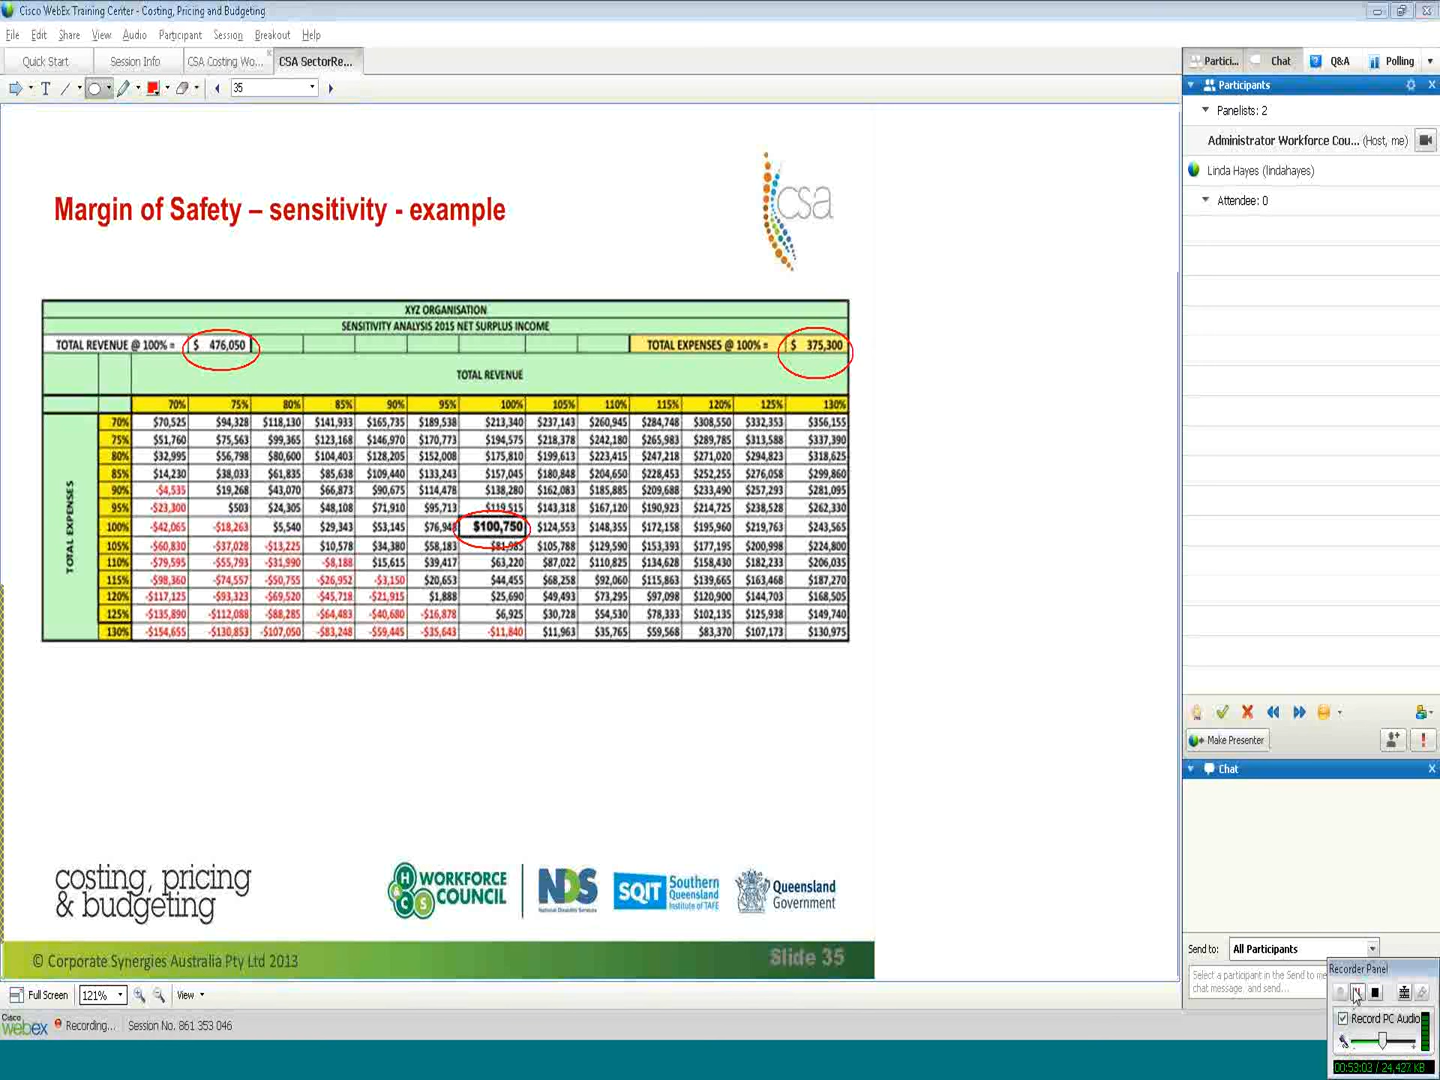 Cisco WebEx Training Center - Costing, Pricing and Budgeting
File Edit Share View Audio Participant Session Breakout Help
Quick Start Session Info CSA Costing Wo... CSA SectorRe...
Partici... Chat Q&A Polling
T 35
Participants
Panelists: 2
Administrator Workforce Cou... (Host, me)
Linda Hayes (lindahayes)
Attendee: 0
csa
Margin of Safety – sensitivity - example
XYZ ORGANISATION
SENSITIVITY ANALYSIS 2015 NET SURPLUS INCOME
TOTAL REVENUE @ 100% = $ 476,050 TOTAL EXPENSES @ 100% = $ 375,300
TOTAL REVENUE
70% 75% 80% 85% 90% 95% 100% 105% 110% 115% 120% 125% 130%
TOTAL EXPENSES
70% $70,525 $94,328 $118,130 $141,933 $165,735 $189,538 $213,340 $237,143 $260,945 $284,748 $308,550 $332,353 $356,155
75% $51,760 $75,563 $99,365 $123,168 $146,970 $170,773 $194,575 $218,378 $242,180 $265,983 $289,785 $313,588 $337,390
80% $32,995 $56,798 $80,600 $104,403 $128,205 $152,008 $175,810 $199,613 $223,415 $247,218 $271,020 $294,823 $318,625
85% $14,230 $38,033 $61,835 $85,638 $109,440 $133,243 $157,045 $180,848 $204,650 $228,453 $252,255 $276,058 $299,860
90% -$4,535 $19,268 $43,070 $66,873 $90,675 $114,478 $138,280 $162,083 $185,885 $209,688 $233,490 $257,293 $281,095
95% -$23,300 $503 $24,305 $48,108 $71,910 $95,713 $119,515 $143,318 $167,120 $190,923 $214,725 $238,528 $262,330
100% -$42,065 -$18,263 $5,540 $29,343 $53,145 $76,948 $100,750 $124,553 $148,355 $172,158 $195,960 $219,763 $243,565
105% -$60,830 -$37,028 -$13,225 $10,578 $34,380 $58,183 $81,985 $105,788 $129,590 $153,393 $177,195 $200,998 $224,800
110% -$79,595 -$55,793 -$31,990 -$8,188 $15,615 $39,417 $63,220 $87,022 $110,825 $134,628 $158,430 $182,233 $206,035
115% -$98,360 -$74,557 -$50,755 -$26,952 -$3,150 $20,653 $44,455 $68,258 $92,060 $115,863 $139,665 $163,468 $187,270
120% -$117,125 -$93,323 -$69,520 -$45,718 -$21,915 $1,888 $25,690 $49,493 $73,295 $97,098 $120,900 $144,703 $168,505
125% -$135,890 -$112,088 -$88,285 -$64,483 -$40,680 -$16,878 $6,925 $30,728 $54,530 $78,333 $102,135 $125,938 $149,740
130% -$154,655 -$130,853 -$107,050 -$83,248 -$59,445 -$35,643 -$11,840 $11,963 $35,765 $59,568 $83,370 $107,173 $130,975
Make Presenter
Chat
costing, pricing
& budgeting
H & C S WORKFORCE COUNCIL
NDS
National Disability Services
SQIT Southern Queensland Institute of TAFE
Queensland Government
© Corporate Synergies Australia Pty Ltd 2013
Slide 35
Send to: All Participants
Select a participant in the Send to me
chat message, and send...
Recorder Panel
Record PC Audio
00:53:03 / 24,427 KB
Full Screen 121% View
Cisco webex Recording... Session No. 861 353 046